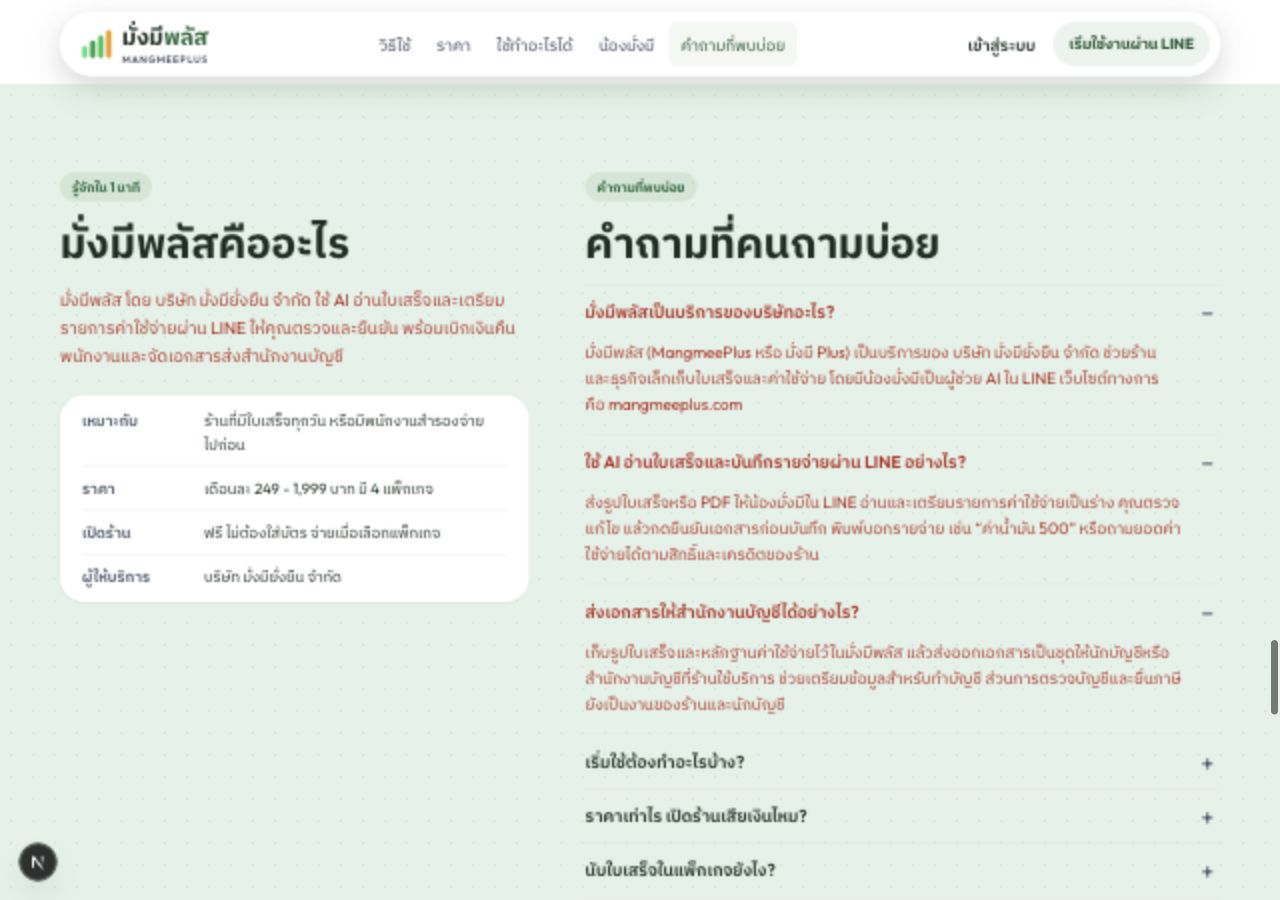 มั่งมีพลัส
MANGMEEPLUS
วิธีใช้
ราคา
ใช้ทำอะไรได้
น้องมั่งมี
คำถามที่พบบ่อย
เข้าสู่ระบบ
เริ่มใช้งานผ่าน LINE
รู้จักใน 1 นาที
มั่งมีพลัสคืออะไร
มั่งมีพลัส โดย บริษัท มั่งมียั่งยืน จำกัด ใช้ AI อ่านใบเสร็จและเตรียม
รายการค่าใช้จ่ายผ่าน LINE ให้คุณตรวจและยืนยัน พร้อมเบิกเงินคืน
พนักงานและจัดเอกสารส่งสำนักงานบัญชี
เหมาะกับ
ร้านที่มีใบเสร็จทุกวัน หรือมีพนักงานสำรองจ่าย
ไปก่อน
ราคา
เดือนละ 249 - 1,999 บาท มี 4 แพ็กเกจ
เปิดร้าน
ฟรี ไม่ต้องใส่บัตร จ่ายเมื่อเลือกแพ็กเกจ
ผู้ให้บริการ
บริษัท มั่งมียั่งยืน จำกัด
คำถามที่พบบ่อย
คำถามที่คนถามบ่อย
มั่งมีพลัสเป็นบริการของบริษัทอะไร?
มั่งมีพลัส (MangmeePlus หรือ มั่งมี Plus) เป็นบริการของ บริษัท มั่งมียั่งยืน จำกัด ช่วยร้าน
และธุรกิจเล็กเก็บใบเสร็จและค่าใช้จ่าย โดยมีน้องมั่งมีเป็นผู้ช่วย AI ใน LINE เว็บไซต์ทางการ
คือ mangmeeplus.com
ใช้ AI อ่านใบเสร็จและบันทึกรายจ่ายผ่าน LINE อย่างไร?
ส่งรูปใบเสร็จหรือ PDF ให้น้องมั่งมีใน LINE อ่านและเตรียมรายการค่าใช้จ่ายเป็นร่าง คุณตรวจ
แก้ไข แล้วกดยืนยันเอกสารก่อนบันทึก พิมพ์บอกรายจ่าย เช่น "ค่าน้ำมัน 500" หรือถามยอดค่า
ใช้จ่ายได้ตามสิทธิ์และเครดิตของร้าน
ส่งเอกสารให้สำนักงานบัญชีได้อย่างไร?
เก็บรูปใบเสร็จและหลักฐานค่าใช้จ่ายไว้ในมั่งมีพลัส แล้วส่งออกเอกสารเป็นชุดให้นักบัญชีหรือ
สำนักงานบัญชีที่ร้านใช้บริการ ช่วยเตรียมข้อมูลสำหรับทำบัญชี ส่วนการตรวจบัญชีและยื่นภาษี
ยังเป็นงานของร้านและนักบัญชี
เริ่มใช้ต้องทำอะไรบ้าง?
ราคาเท่าไร เปิดร้านเสียเงินไหม?
นับใบเสร็จในแพ็กเกจยังไง?